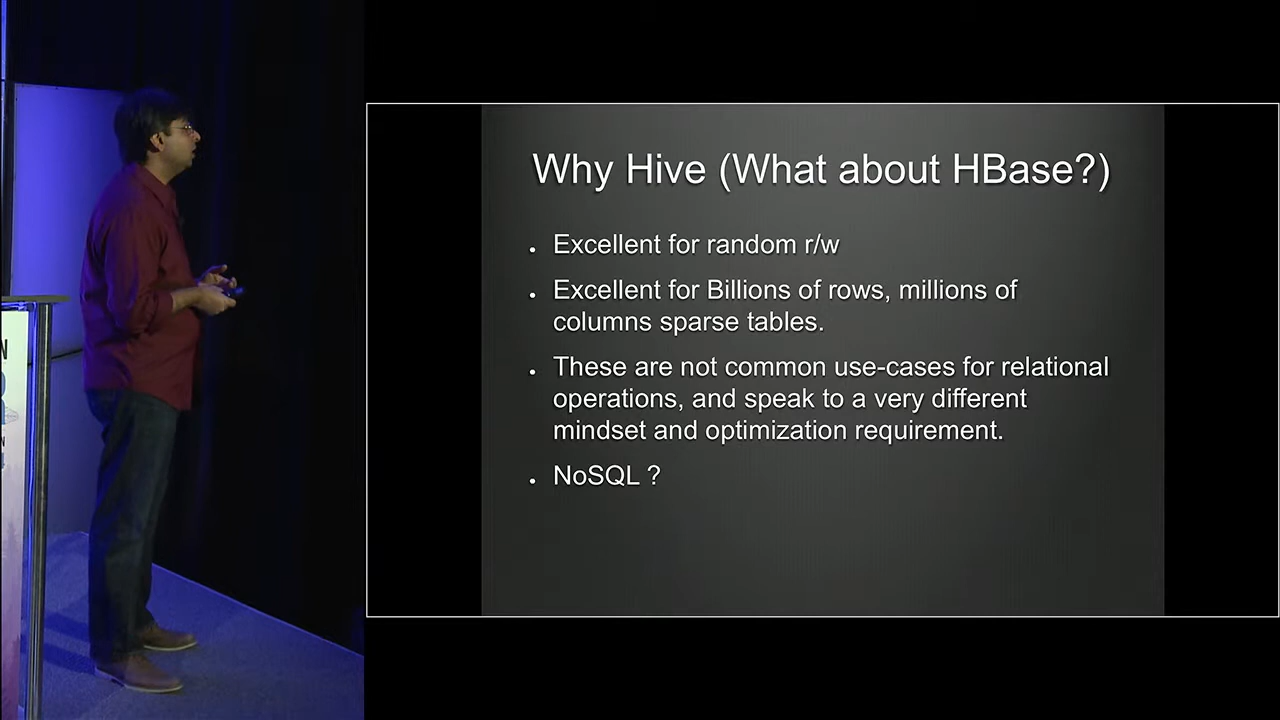 Why Hive (What about HBase?)
Excellent for random r/w
Excellent for Billions of rows, millions of
columns sparse tables.
These are not common use-cases for relational
operations, and speak to a very different
mindset and optimization requirement.
NoSQL ?